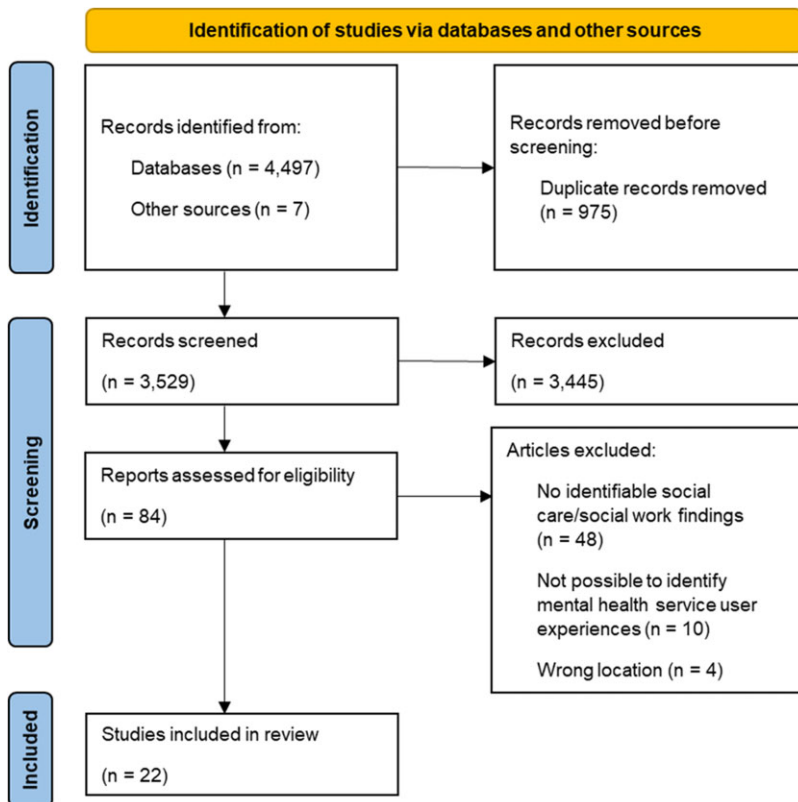 Identification of studies via databases and other sources
Identification
Records identified from:
Databases (n = 4,497)
Other sources (n = 7)
Records removed before
screening:
Duplicate records removed
(n = 975)
Screening
Records screened
(n = 3,529)
Records excluded
(n = 3,445)
Reports assessed for eligibility
(n = 84)
Articles excluded:
No identifiable social
care/social work findings
(n = 48)
Not possible to identify
mental health service user
experiences (n = 10)
Wrong location (n = 4)
Included
Studies included in review
(n = 22)